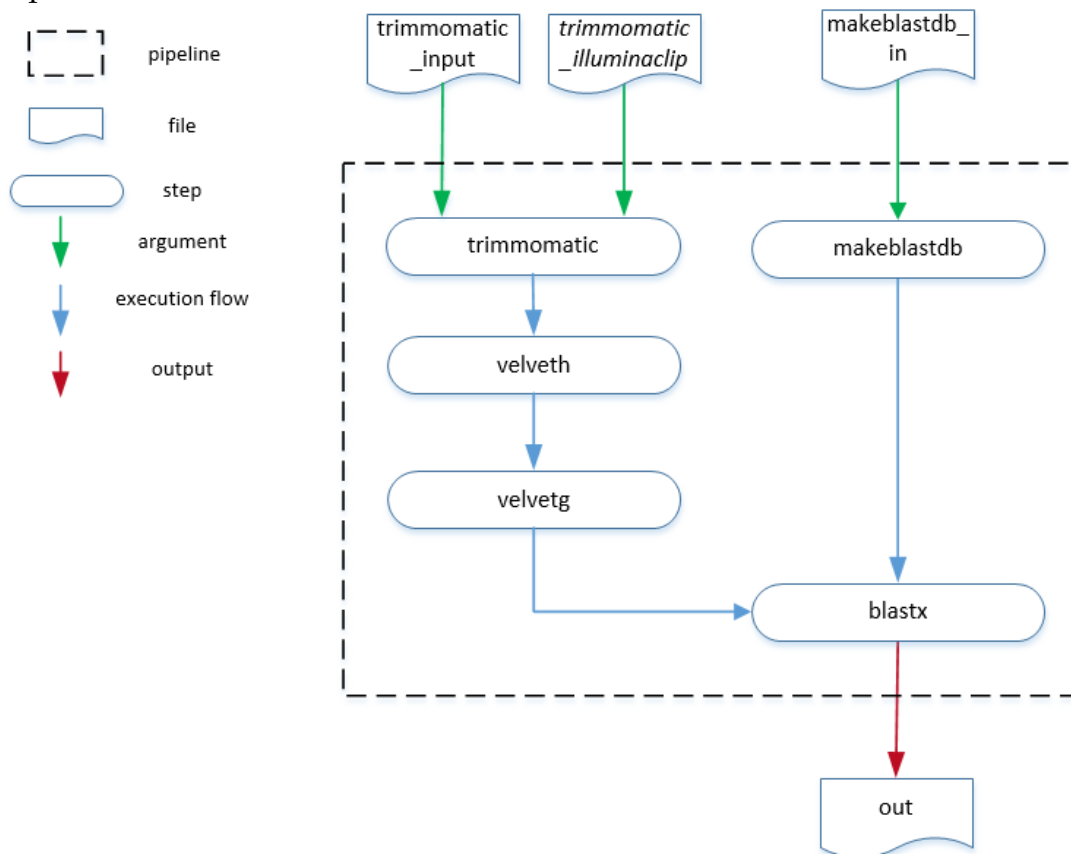 pipeline
file
step
argument
execution flow
output
trimmomatic
_input
trimmomatic
_illuminaclip
makeblastdb_
in
trimmomatic
makeblastdb
velveth
velvetg
blastx
out